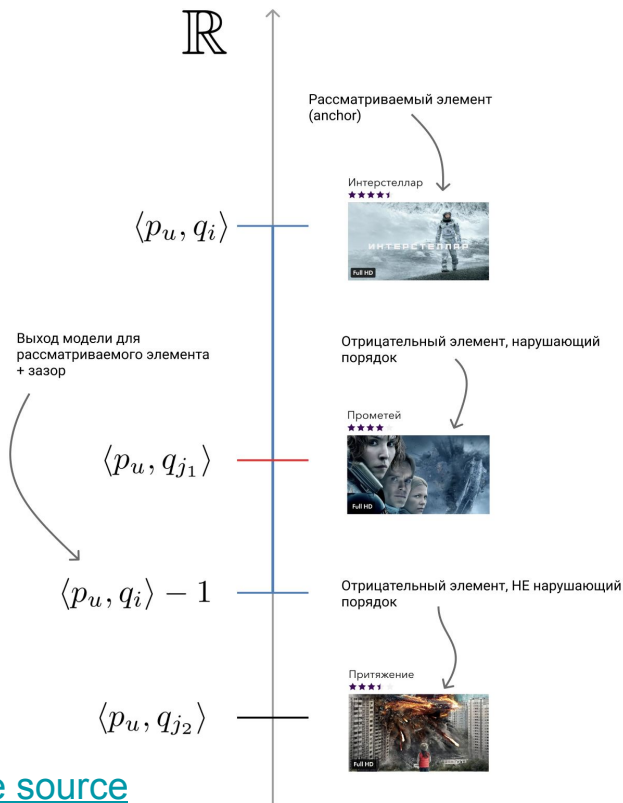 ℝ
Рассматриваемый элемент
(anchor)
Интерстеллар
⟨p_u, q_i⟩
ИНТЕРСТЕЛЛАР
Full HD
Выход модели для
рассматриваемого элемента
+ зазор
Отрицательный элемент, нарушающий
порядок
Прометей
⟨p_u, q_{j_1}⟩
Full HD
⟨p_u, q_i⟩ − 1
Отрицательный элемент, НЕ нарушающий
порядок
Притяжение
⟨p_u, q_{j_2}⟩
Full HD
source